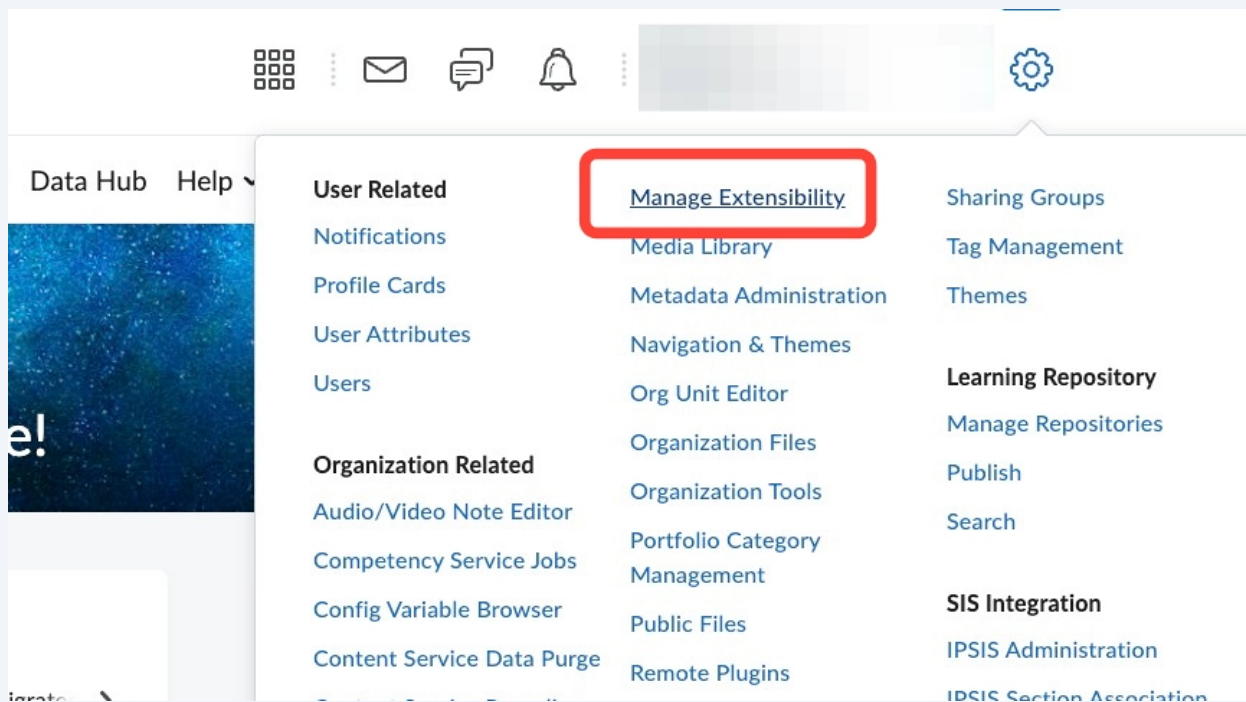 Data Hub Help
e!
User Related
Notifications
Profile Cards
User Attributes
Users
Organization Related
Audio/Video Note Editor
Competency Service Jobs
Config Variable Browser
Content Service Data Purge
Manage Extensibility
Media Library
Metadata Administration
Navigation & Themes
Org Unit Editor
Organization Files
Organization Tools
Portfolio Category
Management
Public Files
Remote Plugins
Sharing Groups
Tag Management
Themes
Learning Repository
Manage Repositories
Publish
Search
SIS Integration
IPSIS Administration
IPSIS Section Association